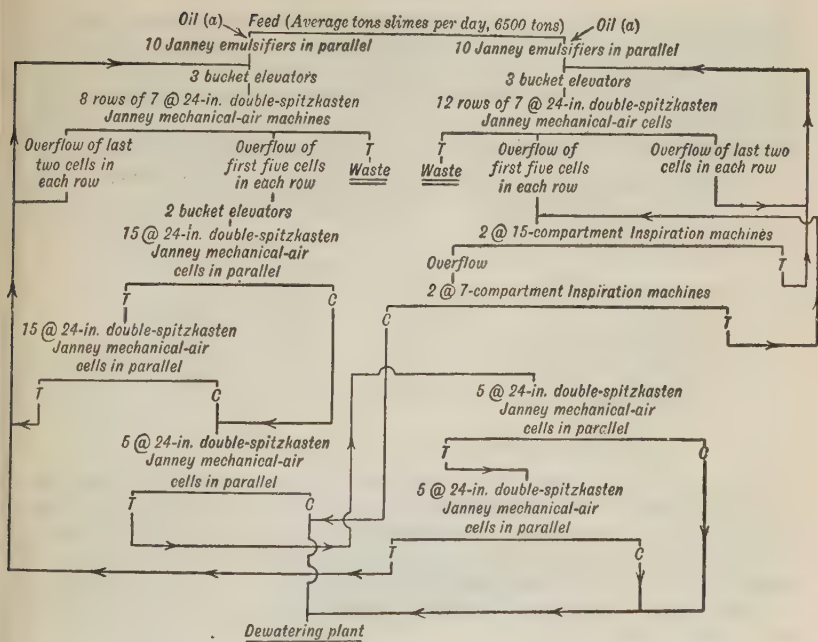 Oil (a) Feed (Average tons slimes per day, 6500 tons) Oil (a)
10 Janney emulsifiers in parallel
10 Janney emulsifiers in parallel
3 bucket elevators
3 bucket elevators
8 rows of 7 @ 24-in. double-spitzkasten
Janney mechanical-air machines
12 rows of 7 @ 24-in. double-spitzkasten
Janney mechanical-air cells
Overflow of last
two cells in
each row
Overflow of
first five cells
in each row
T
Waste
T
Waste
Overflow of
first five cells
in each row
Overflow of last two
cells in each row
2 bucket elevators
15 @ 24-in. double-spitzkasten
Janney mechanical-air
cells in parallel
2 @ 15-compartment Inspiration machines
Overflow
T
2 @ 7-compartment Inspiration machines
T
C
C
T
15 @ 24-in. double-spitzkasten
Janney mechanical-air
cells in parallel
T
C
5 @ 24-in. double-spitzkasten
Janney mechanical-air
cells in parallel
5 @ 24-in. double-spitzkasten
Janney mechanical-air
cells in parallel
T
C
T
C
5 @ 24-in. double-spitzkasten
Janney mechanical-air
cells in parallel
T
C
Dewatering plant